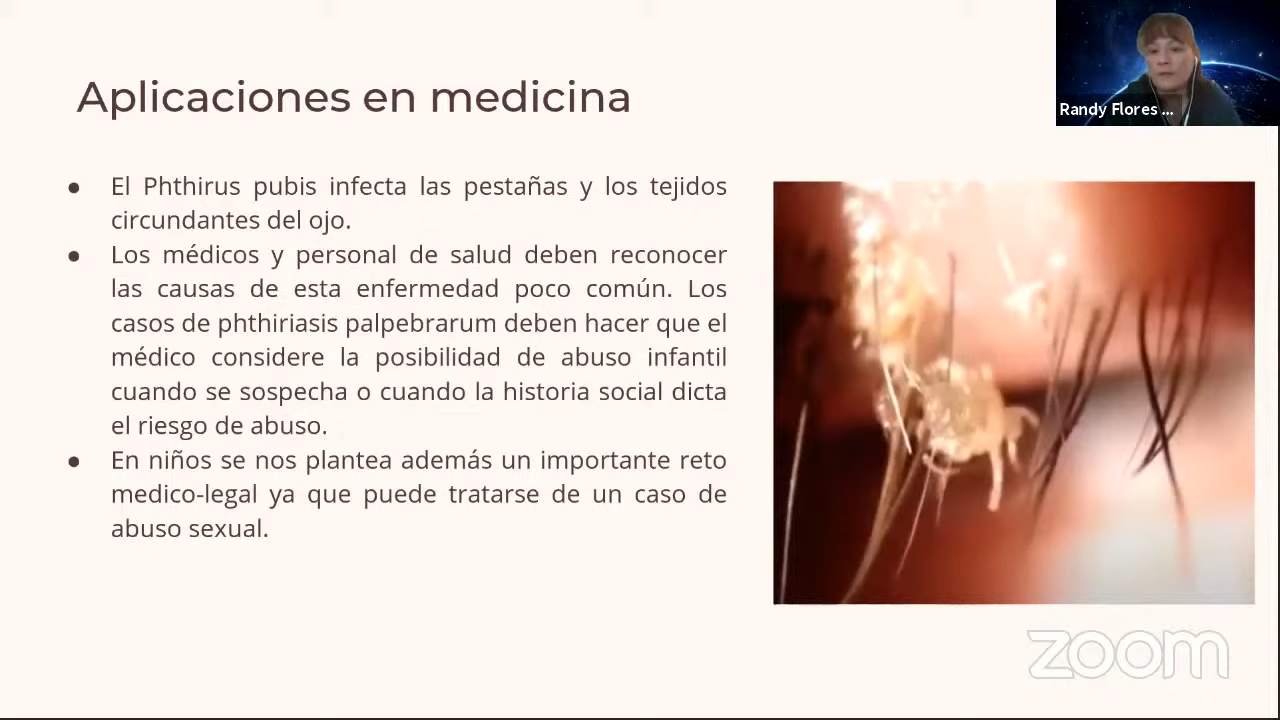 Aplicaciones en medicina
Randy Flores ...
● El Phthirus pubis infecta las pestañas y los tejidos
circundantes del ojo.
● Los médicos y personal de salud deben reconocer
las causas de esta enfermedad poco común. Los
casos de phthiriasis palpebrarum deben hacer que el
médico considere la posibilidad de abuso infantil
cuando se sospecha o cuando la historia social dicta
el riesgo de abuso.
● En niños se nos plantea además un importante reto
medico-legal ya que puede tratarse de un caso de
abuso sexual.
zoom